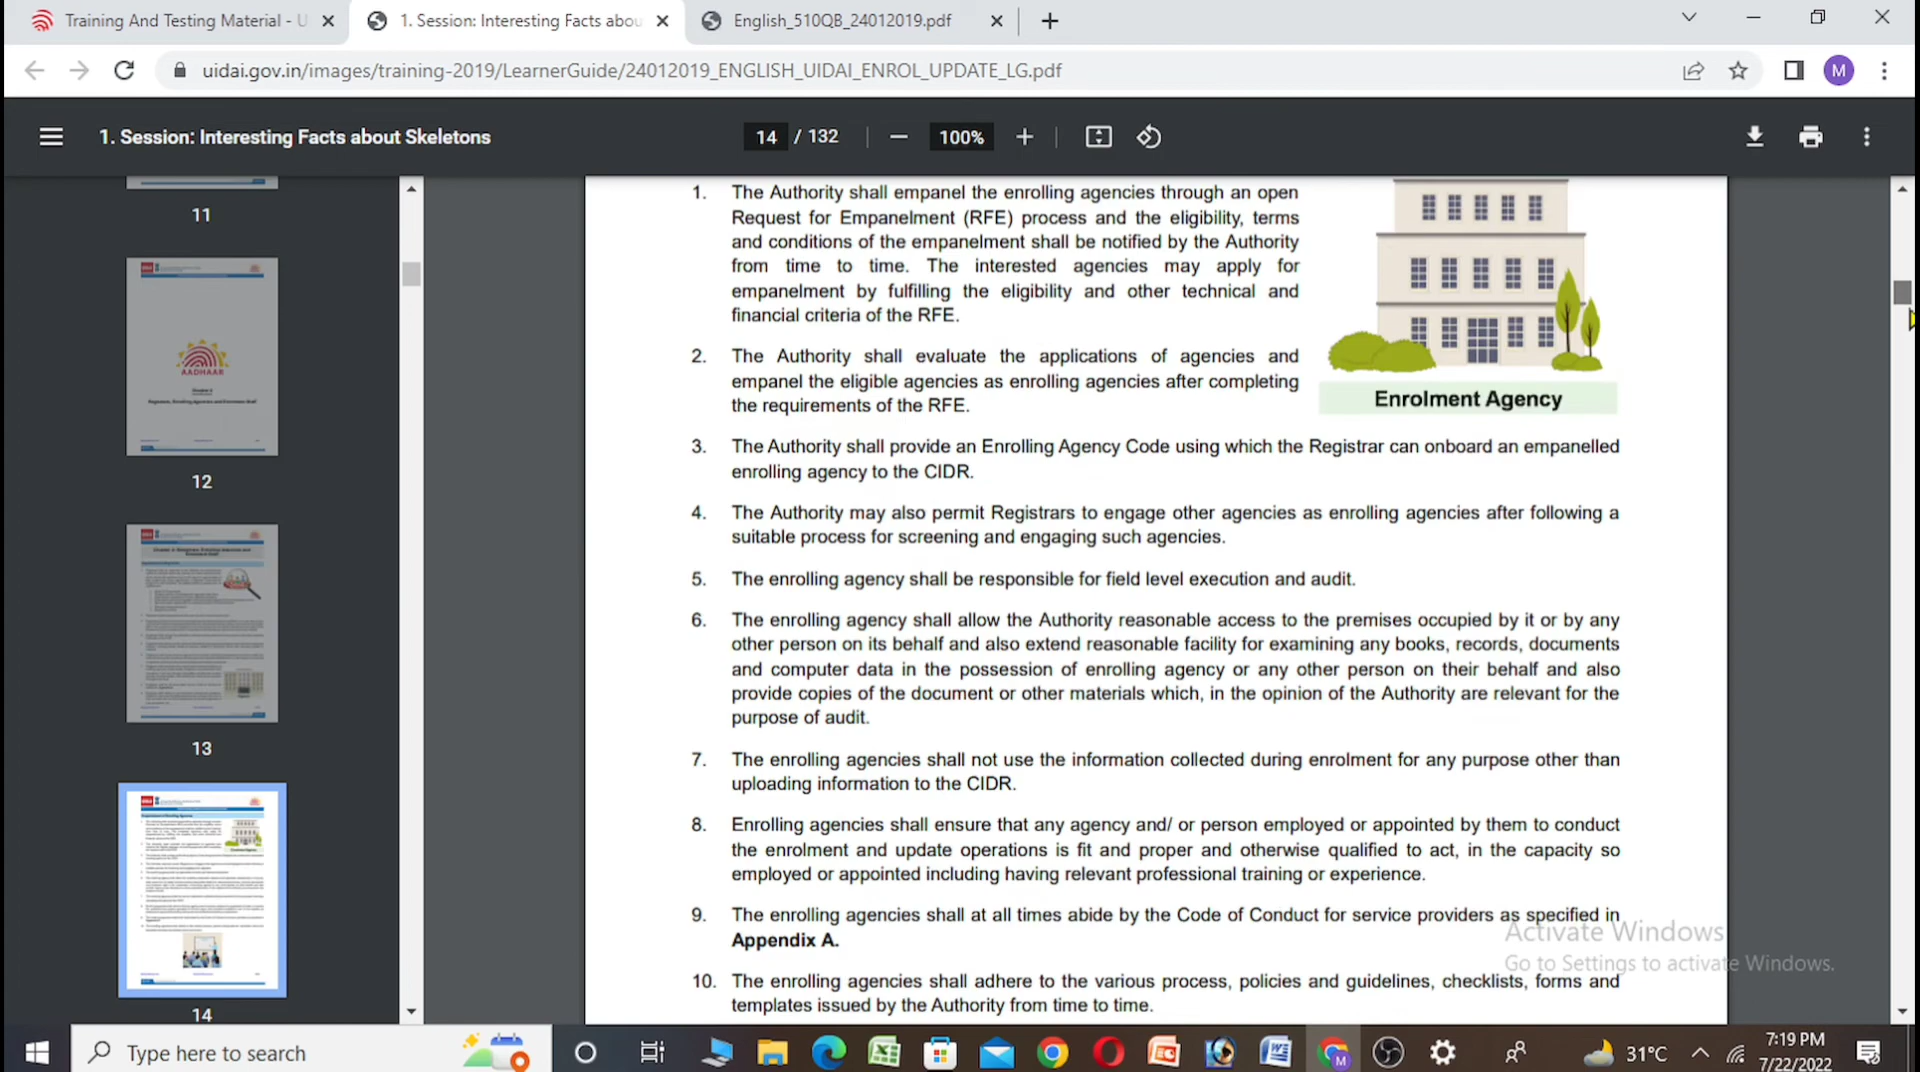 Training And Testing Material - U
1. Session: Interesting Facts abou
English_510QB_24012019.pdf
uidai.gov.in/images/training-2019/LearnerGuide/24012019_ENGLISH_UIDAI_ENROL_UPDATE_LG.pdf
M
1. Session: Interesting Facts about Skeletons
14 / 132
100%
11
AADHAAR
12
13
14
1. The Authority shall empanel the enrolling agencies through an open
Request for Empanelment (RFE) process and the eligibility, terms
and conditions of the empanelment shall be notified by the Authority
from time to time. The interested agencies may apply for
empanelment by fulfilling the eligibility and other technical and
financial criteria of the RFE.
2. The Authority shall evaluate the applications of agencies and
empanel the eligible agencies as enrolling agencies after completing
the requirements of the RFE.
Enrolment Agency
3. The Authority shall provide an Enrolling Agency Code using which the Registrar can onboard an empanelled
enrolling agency to the CIDR.
4. The Authority may also permit Registrars to engage other agencies as enrolling agencies after following a
suitable process for screening and engaging such agencies.
5. The enrolling agency shall be responsible for field level execution and audit.
6. The enrolling agency shall allow the Authority reasonable access to the premises occupied by it or by any
other person on its behalf and also extend reasonable facility for examining any books, records, documents
and computer data in the possession of enrolling agency or any other person on their behalf and also
provide copies of the document or other materials which, in the opinion of the Authority are relevant for the
purpose of audit.
7. The enrolling agencies shall not use the information collected during enrolment for any purpose other than
uploading information to the CIDR.
8. Enrolling agencies shall ensure that any agency and/ or person employed or appointed by them to conduct
the enrolment and update operations is fit and proper and otherwise qualified to act, in the capacity so
employed or appointed including having relevant professional training or experience.
9. The enrolling agencies shall at all times abide by the Code of Conduct for service providers as specified in
Appendix A.
10. The enrolling agencies shall adhere to the various process, policies and guidelines, checklists, forms and
templates issued by the Authority from time to time.
Activate Windows
Go to Settings to activate Windows.
Type here to search
31°C
7:19 PM
7/22/2022